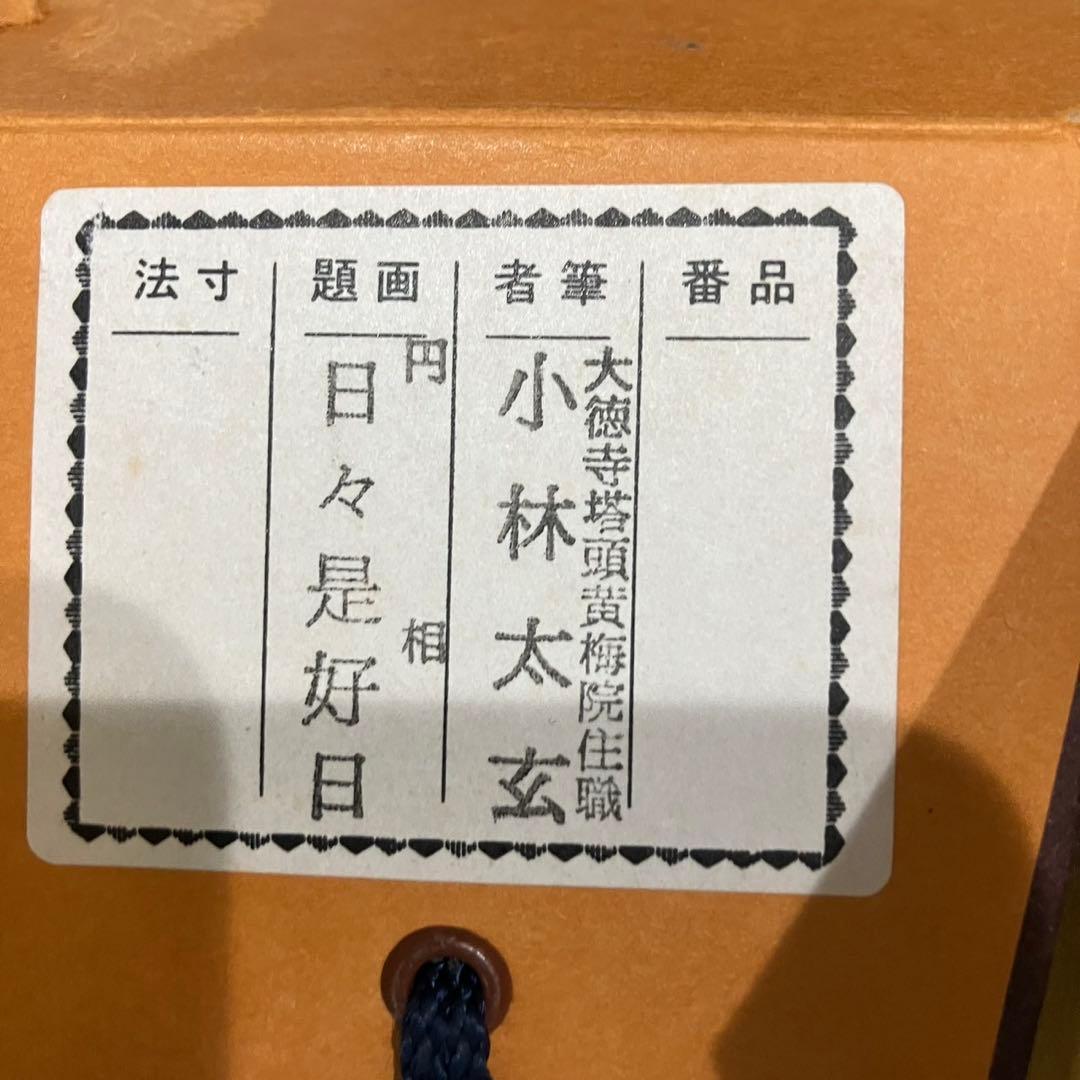 品番
筆者
大徳寺塔頭黄梅院住職
小林太玄
画題
円相
日々是好日
寸法